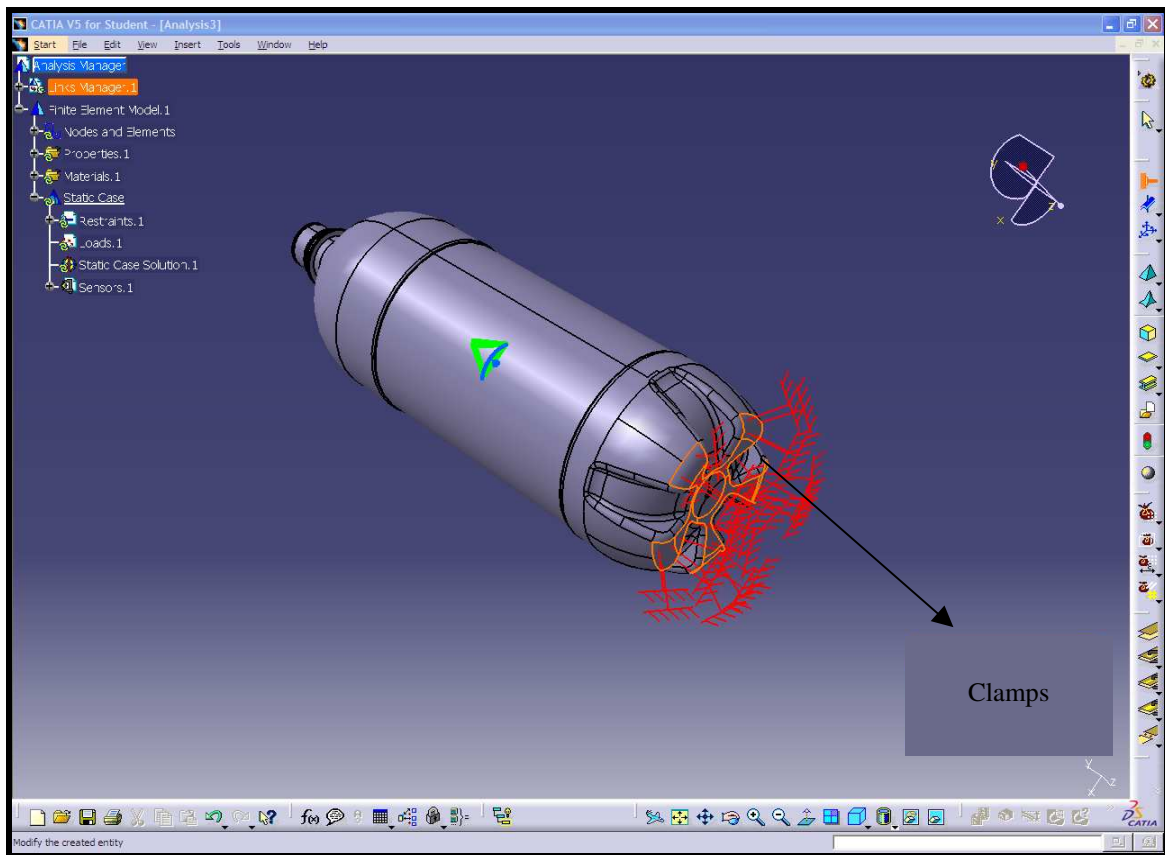 CATIA V5 for Student - [Analysis3]
Start File Edit View Insert Tools Window Help
Analysis Manager
Links Manager.1
Finite Element Model.1
Nodes and Elements
Properties.1
Materials.1
Static Case
Restraints.1
Loads.1
Static Case Solution.1
Sensors.1
y
z
x
Clamps
y
z
x
f(x)
CATIA
Modify the created entity